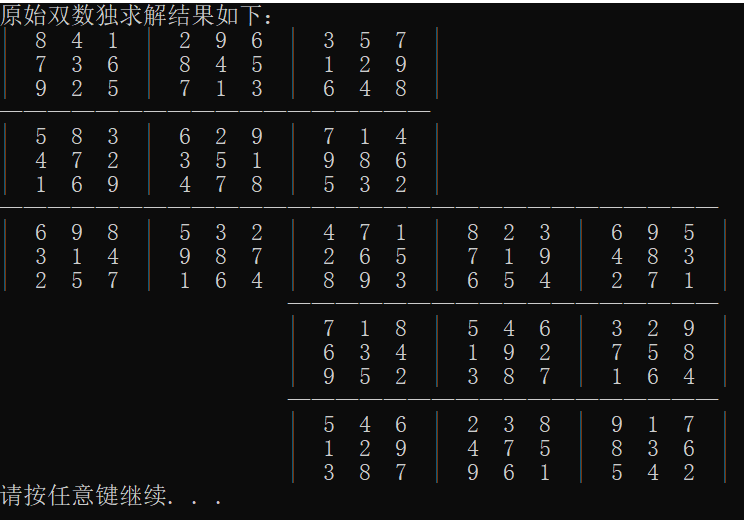 原始双数独求解结果如下:
| 8 4 1 | 2 9 6 | 3 5 7 |
| 7 3 6 | 8 4 5 | 1 2 9 |
| 9 2 5 | 7 1 3 | 6 4 8 |
| 5 8 3 | 6 2 9 | 7 1 4 |
| 4 7 2 | 3 5 1 | 9 8 6 |
| 1 6 9 | 4 7 8 | 5 3 2 |
| 6 9 8 | 5 3 2 | 4 7 1 | 8 2 3 | 6 9 5 |
| 3 1 4 | 9 8 7 | 2 6 5 | 7 1 9 | 4 8 3 |
| 2 5 7 | 1 6 4 | 8 9 3 | 6 5 4 | 2 7 1 |
| 7 1 8 | 5 4 6 | 3 2 9 |
| 6 3 4 | 1 9 2 | 7 5 8 |
| 9 5 2 | 3 8 7 | 1 6 4 |
| 5 4 6 | 2 3 8 | 9 1 7 |
| 1 2 9 | 4 7 5 | 8 3 6 |
| 3 8 7 | 9 6 1 | 5 4 2 |
请按任意键继续. . .